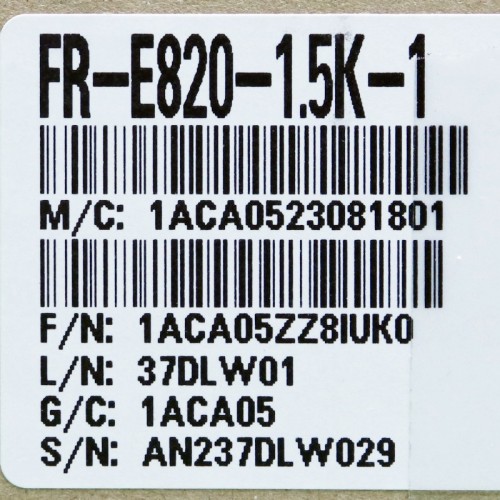 FR-E820-1.5K-1
M/C: 1ACA0523081801
F/N: 1ACA05ZZ8IUK0
L/N: 37DLW01
G/C: 1ACA05
S/N: AN237DLW029